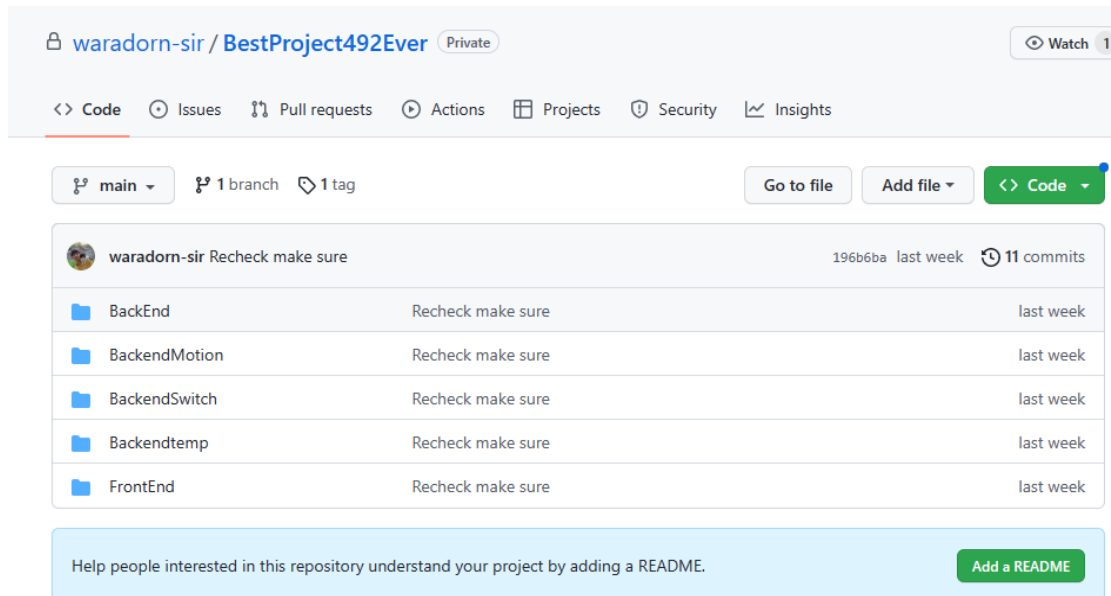 waradorn-sir / BestProject492Ever Private
Watch 1
Code Issues Pull requests Actions Projects Security Insights
main 1 branch 1 tag Go to file Add file Code
waradorn-sir Recheck make sure 196b6ba last week 11 commits
BackEnd Recheck make sure last week
BackendMotion Recheck make sure last week
BackendSwitch Recheck make sure last week
Backendtemp Recheck make sure last week
FrontEnd Recheck make sure last week
Help people interested in this repository understand your project by adding a README. Add a README